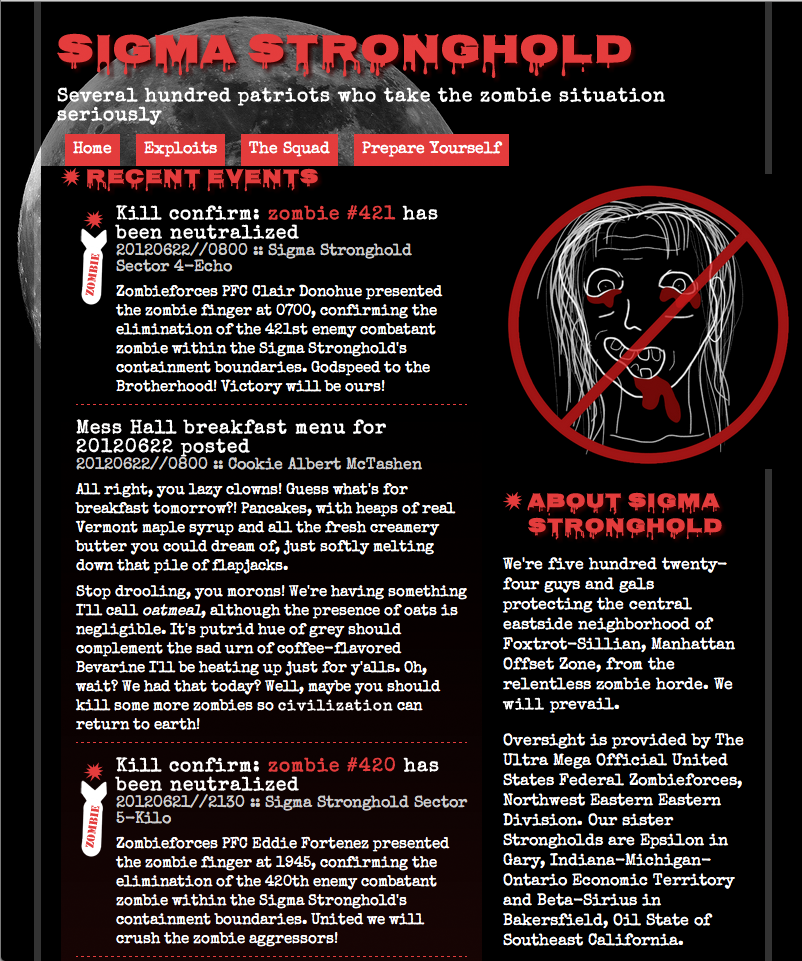 SIGMA STRONGHOLD
Several hundred patriots who take the zombie situation
seriously
Home Exploits The Squad Prepare Yourself
RECENT EVENTS
Kill confirm: zombie #421 has
been neutralized
20120622//0800 :: Sigma Stronghold
Sector 4-Echo
ZOMBIE
Zombieforces PFC Clair Donohue presented
the zombie finger at 0700, confirming the
elimination of the 421st enemy combatant
zombie within the Sigma Stronghold's
containment boundaries. Godspeed to the
Brotherhood! Victory will be ours!
Mess Hall breakfast menu for
20120622 posted
20120622//0800 :: Cookie Albert McTashen
All right, you lazy clowns! Guess what's for
breakfast tomorrow?! Pancakes, with heaps of real
Vermont maple syrup and all the fresh creamery
butter you could dream of, just softly melting
down that pile of flapjacks.
Stop drooling, you morons! We're having something
I'll call oatmeal, although the presence of oats is
negligible. It's putrid hue of grey should
complement the sad urn of coffee-flavored
Bevarine I'll be heating up just for y'alls. Oh,
wait? We had that today? Well, maybe you should
kill some more zombies so civilization can
return to earth!
Kill confirm: zombie #420 has
been neutralized
20120621//2130 :: Sigma Stronghold Sector
5-Kilo
ZOMBIE
Zombieforces PFC Eddie Fortenez presented
the zombie finger at 1945, confirming the
elimination of the 420th enemy combatant
zombie within the Sigma Stronghold's
containment boundaries. United we will
crush the zombie aggressors!
ABOUT SIGMA
STRONGHOLD
We're five hundred twenty-
four guys and gals
protecting the central
eastside neighborhood of
Foxtrot-Sillian, Manhattan
Offset Zone, from the
relentless zombie horde. We
will prevail.
Oversight is provided by The
Ultra Mega Official United
States Federal Zombieforces,
Northwest Eastern Eastern
Division. Our sister
Strongholds are Epsilon in
Gary, Indiana-Michigan-
Ontario Economic Territory
and Beta-Sirius in
Bakersfield, Oil State of
Southeast California.